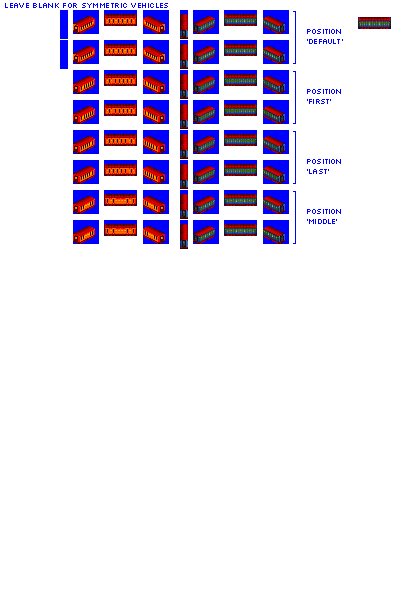 LEAVE BLANK FOR SYMMETRIC VEHICLES
POSITION
'DEFAULT'
POSITION
'FIRST'
POSITION
'LAST'
POSITION
'MIDDLE'